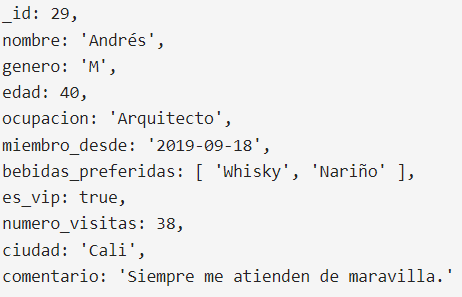 _id: 29,
nombre: 'Andrés',
genero: 'M',
edad: 40,
ocupacion: 'Arquitecto',
miembro_desde: '2019-09-18',
bebidas_preferidas: [ 'Whisky', 'Nariño' ],
es_vip: true,
numero_visitas: 38,
ciudad: 'Cali',
comentario: 'Siempre me atienden de maravilla.'